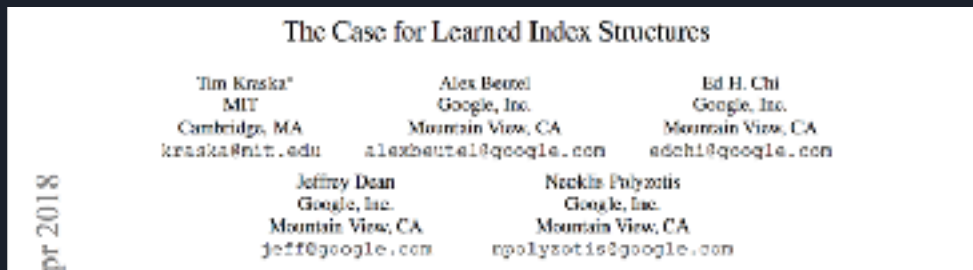 The Case for Learned Index Structures
Tim Kraska*
MIT
Cambridge, MA
kraska@mit.edu
Alex Beutel
Google, Inc.
Mountain View, CA
alexbeutel@google.com
Ed H. Chi
Google, Inc.
Mountain View, CA
edchi@google.com
Jeffrey Dean
Google, Inc.
Mountain View, CA
jeff@google.com
Neoklis Polyzotis
Google, Inc.
Mountain View, CA
npolyzotis@google.com
pr 2018